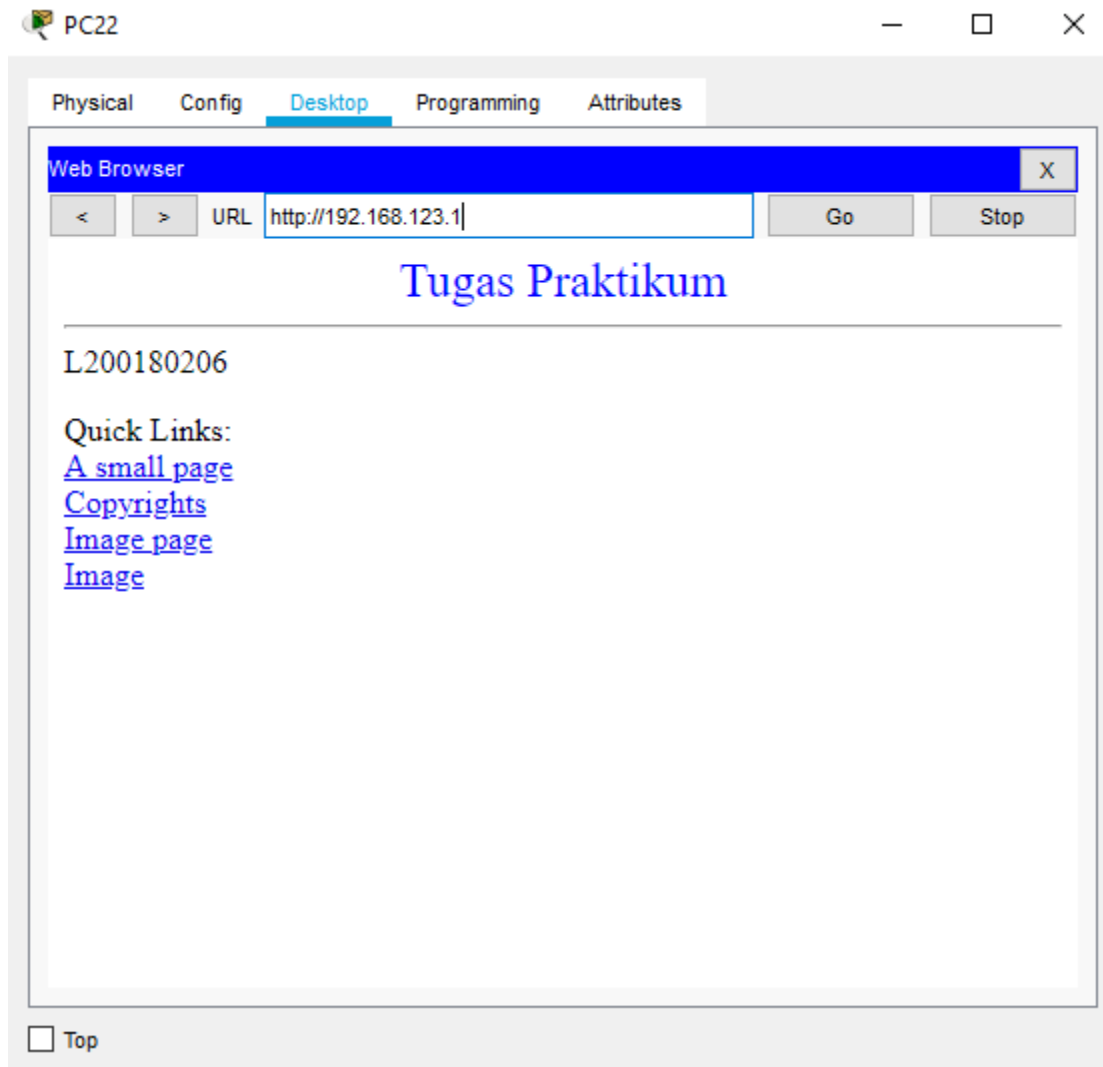 PC22
Physical Config Desktop Programming Attributes
Web Browser X
< > URL http://192.168.123.1 Go Stop
Tugas Praktikum
L200180206
Quick Links:
A small page
Copyrights
Image page
Image
Top